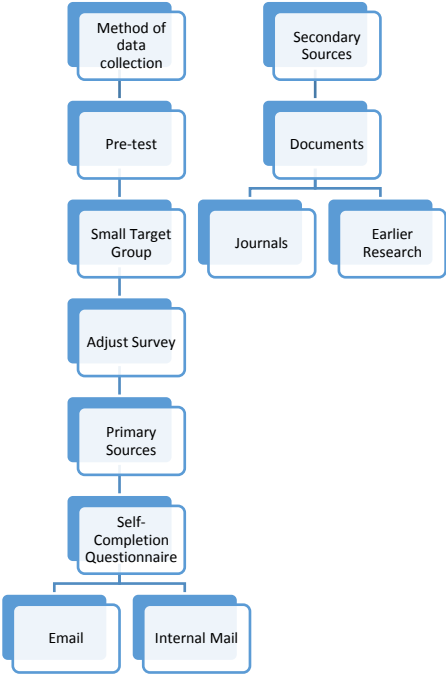 Method of
data
collection
Pre-test
Small Target
Group
Adjust Survey
Primary
Sources
Self-
Completion
Questionnaire
Email
Internal Mail
Secondary
Sources
Documents
Journals
Earlier
Research